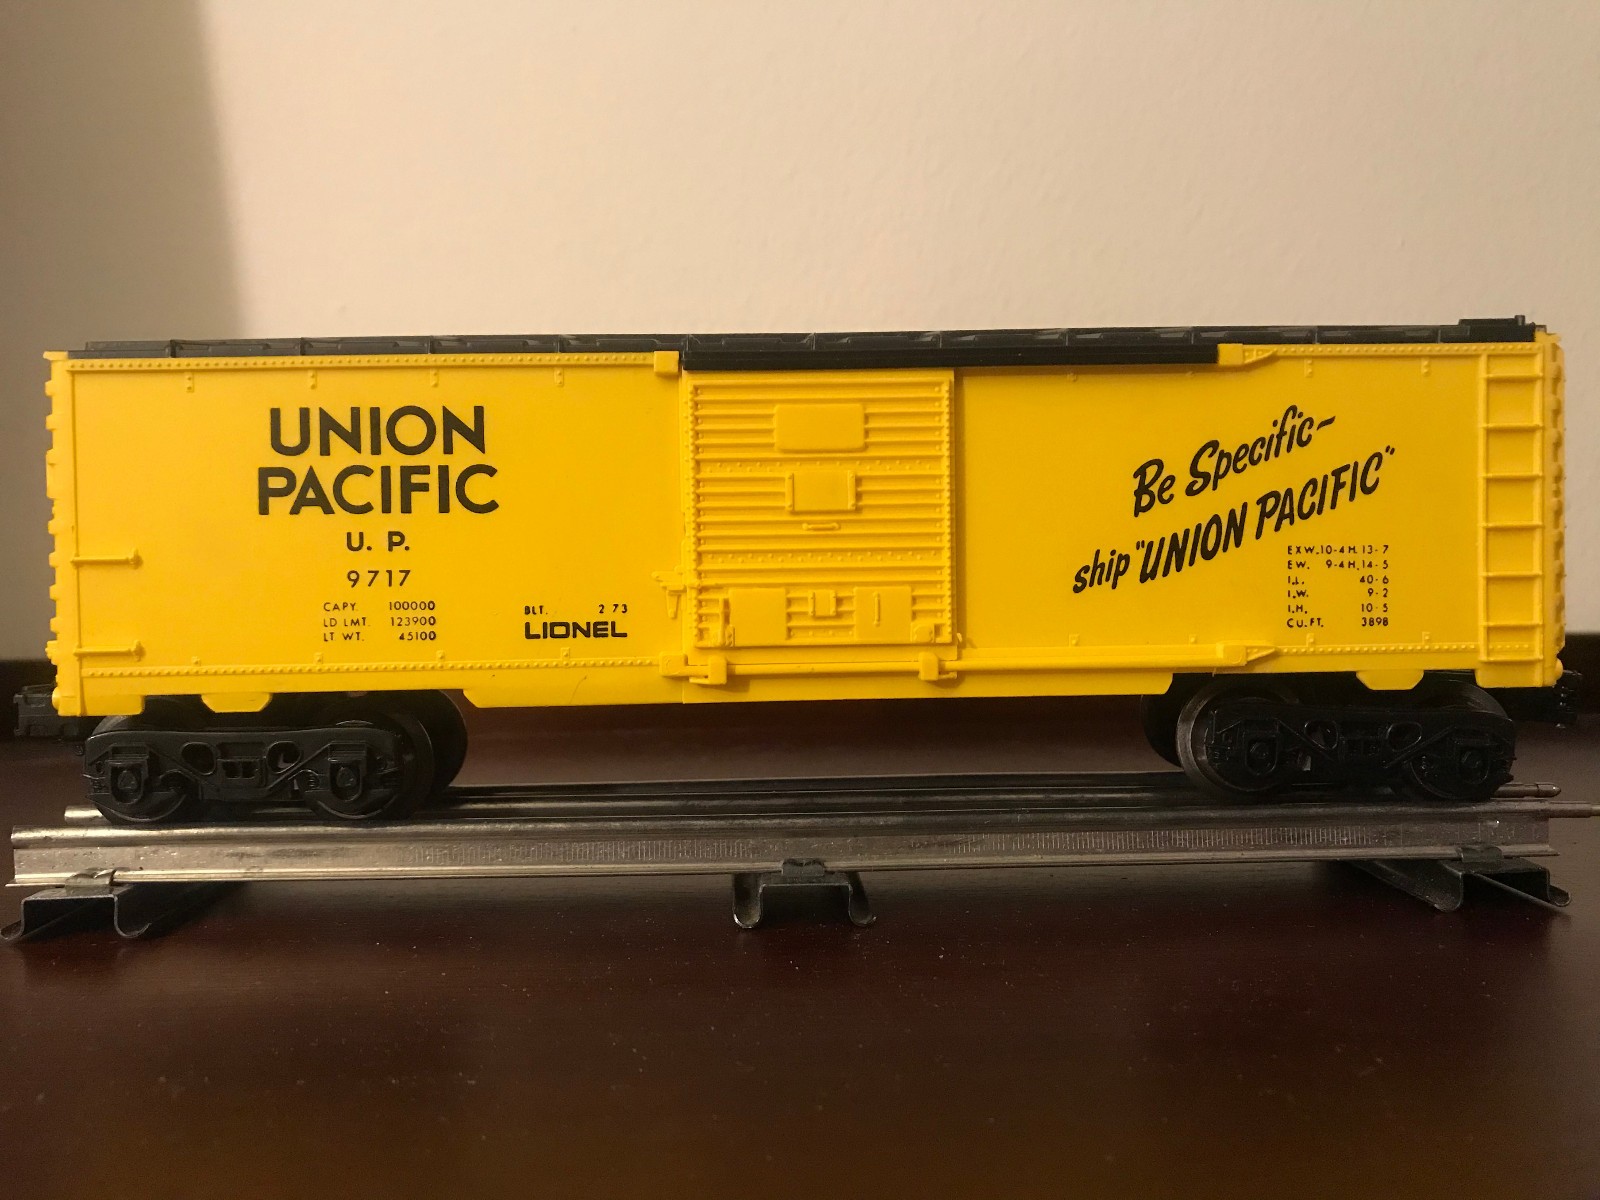 UNION
PACIFIC
U. P.
9717
CAPY. 100000
LD LMT. 123900
LT WT. 45100
BLT. 2 73
LIONEL
Be Specific-
ship "UNION PACIFIC"
EXW. 10-4 H. 13-7
EW. 9-4 H. 14-5
I.L. 40-6
I.W. 9-2
I.H. 10-5
CU. FT. 3898